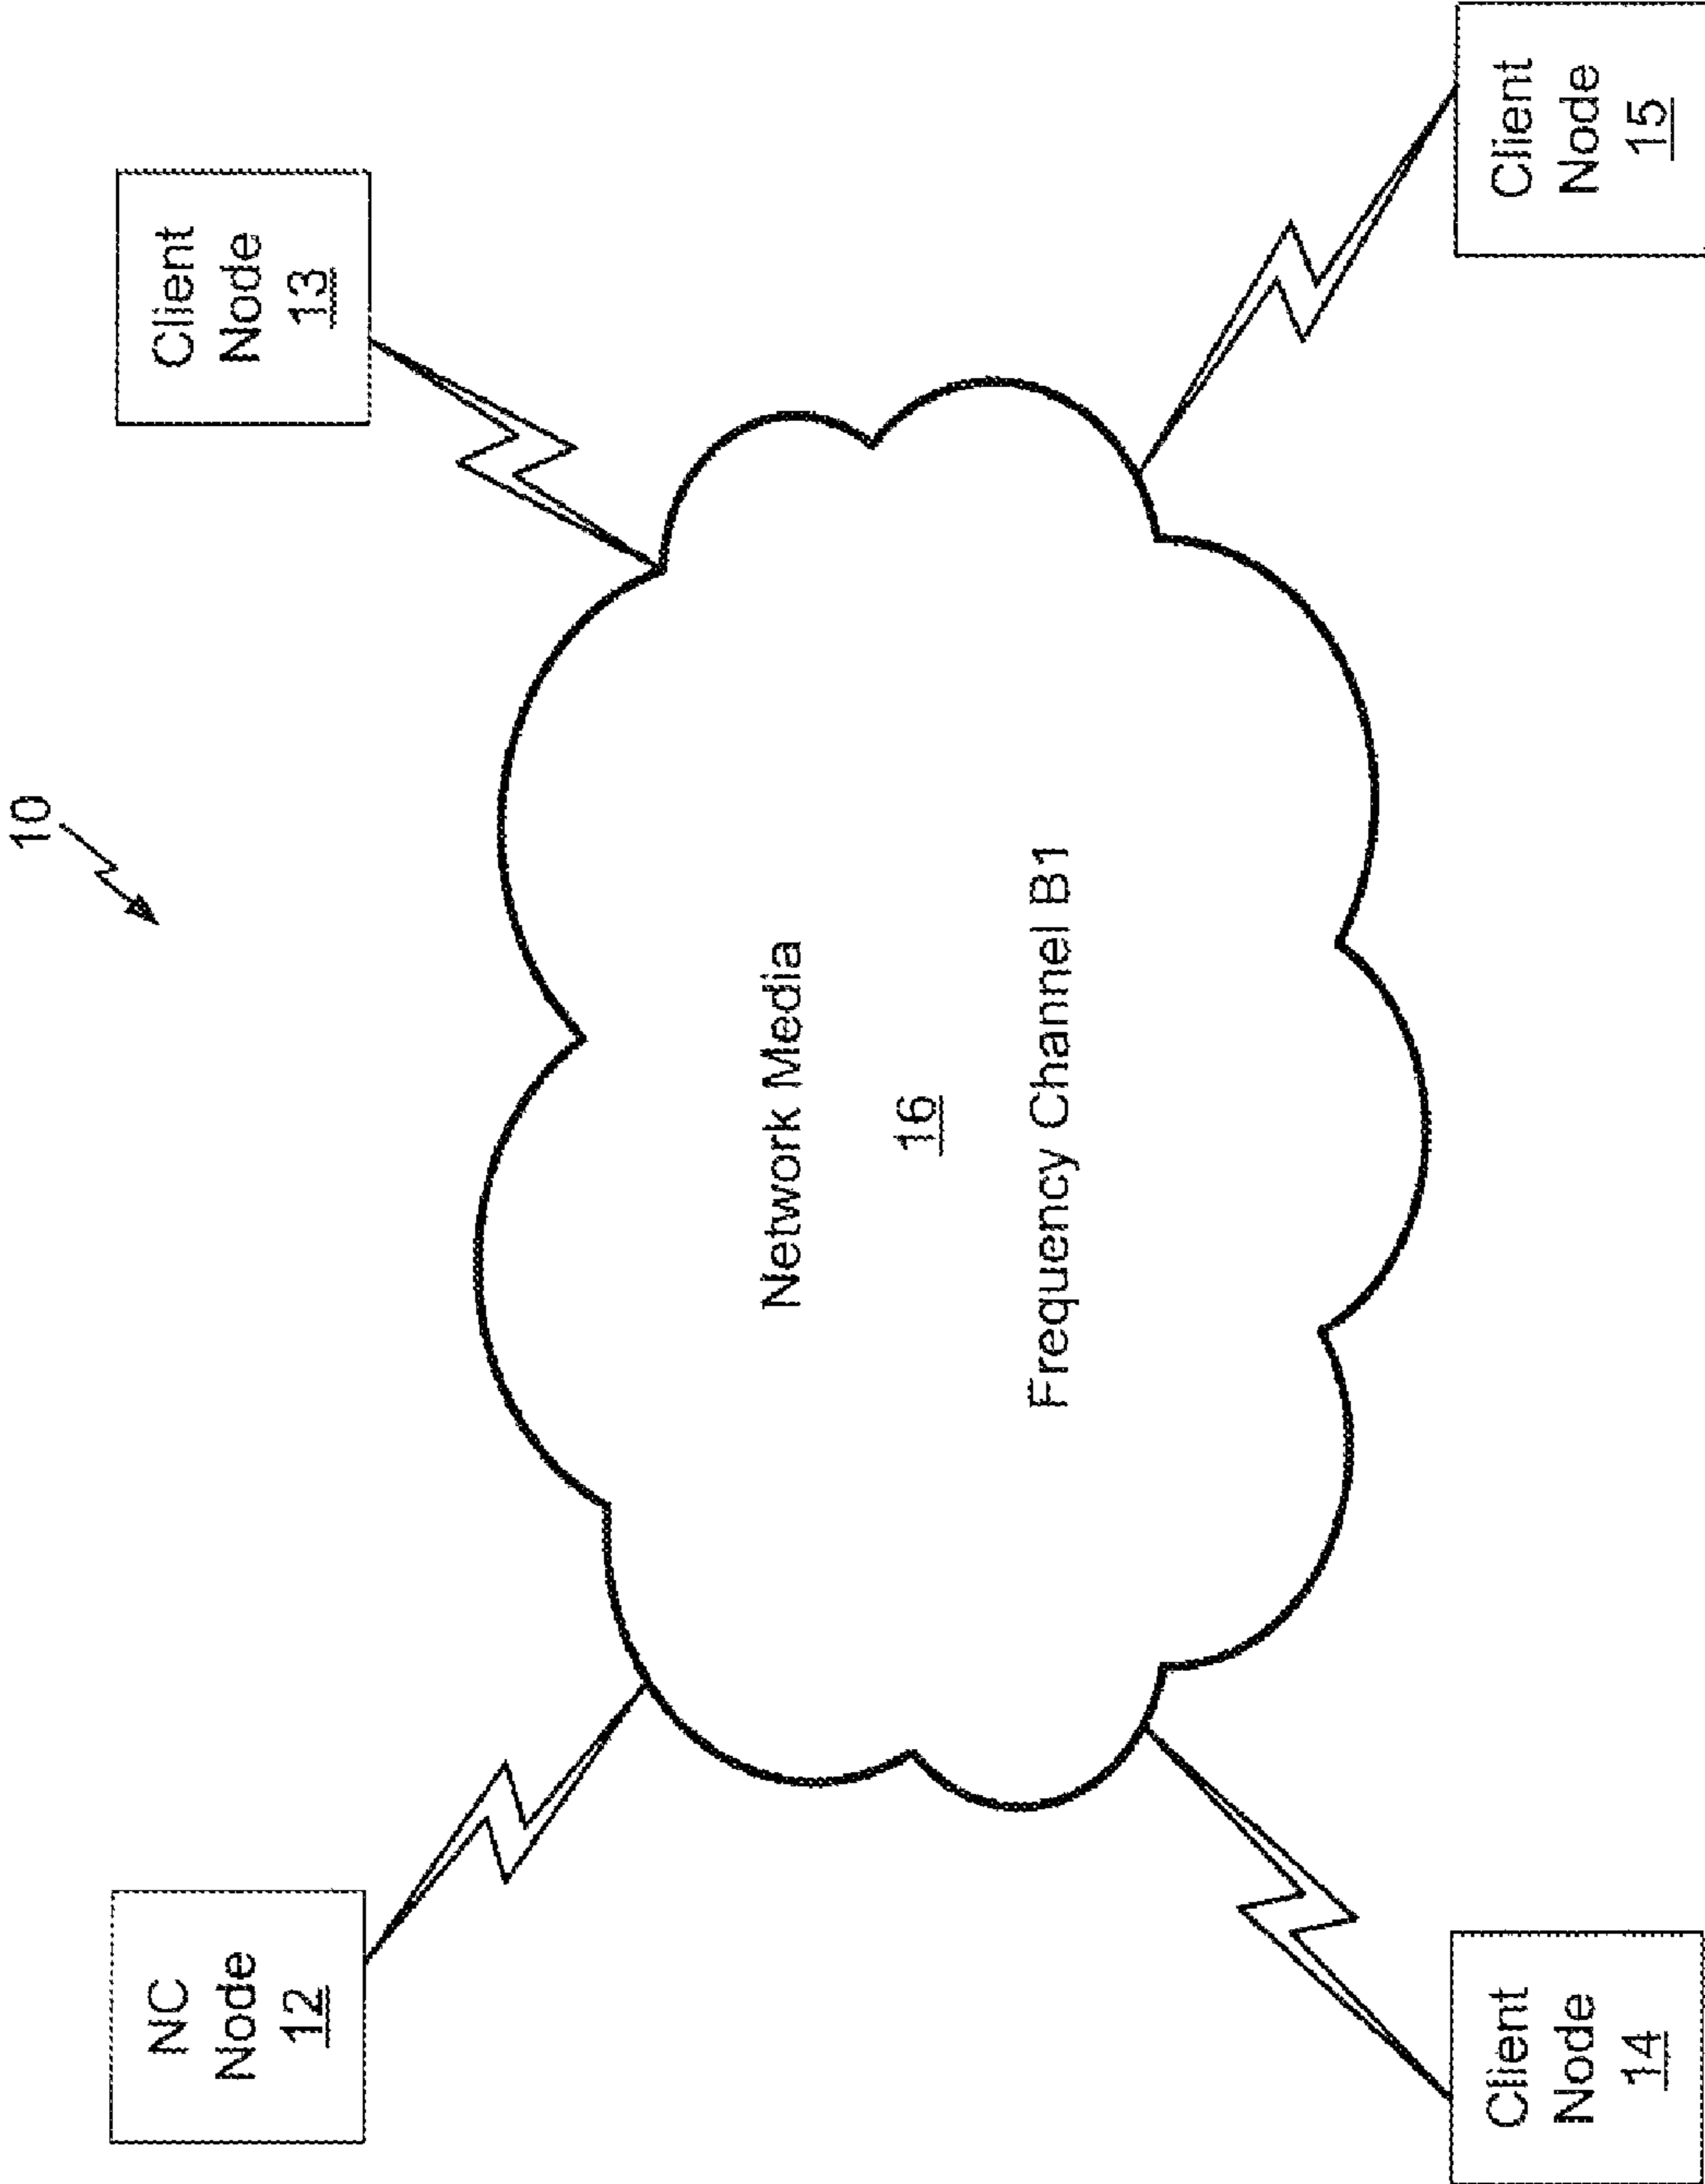 10
NC
Node
12
Client
Node
13
Network Media
16
Frequency Channel B1
Client
Node
14
Client
Node
15